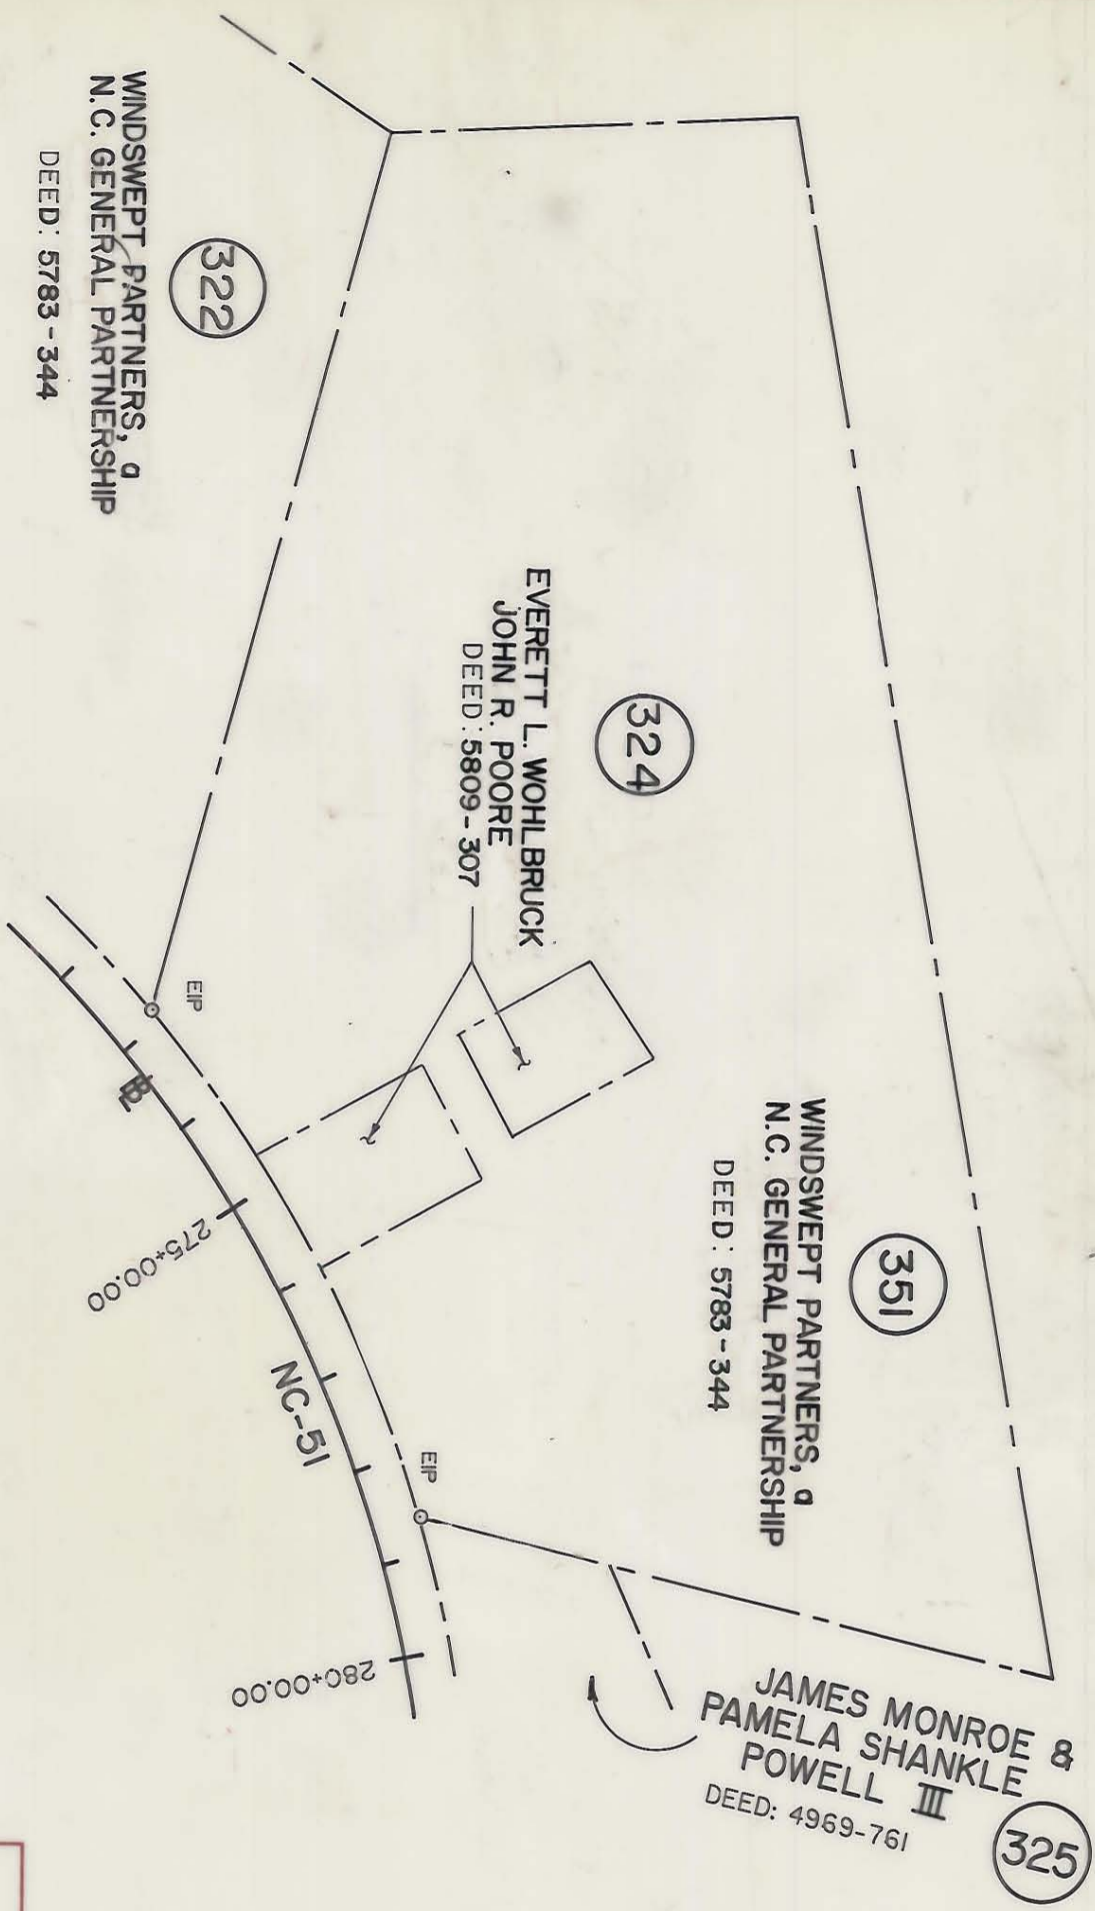 322
WINDSWEPT PARTNERS, a
N.C. GENERAL PARTNERSHIP
DEED: 5783-344
324
EVERETT L. WOHLBRUCK
JOHN R. POORE
DEED: 5809-307
351
WINDSWEPT PARTNERS, a
N.C. GENERAL PARTNERSHIP
DEED: 5783-344
JAMES MONROE &
PAMELA SHANKLE
POWELL III
DEED: 4969-761
325
EIP
EIP
275+00.00
NC-51
280+00.00